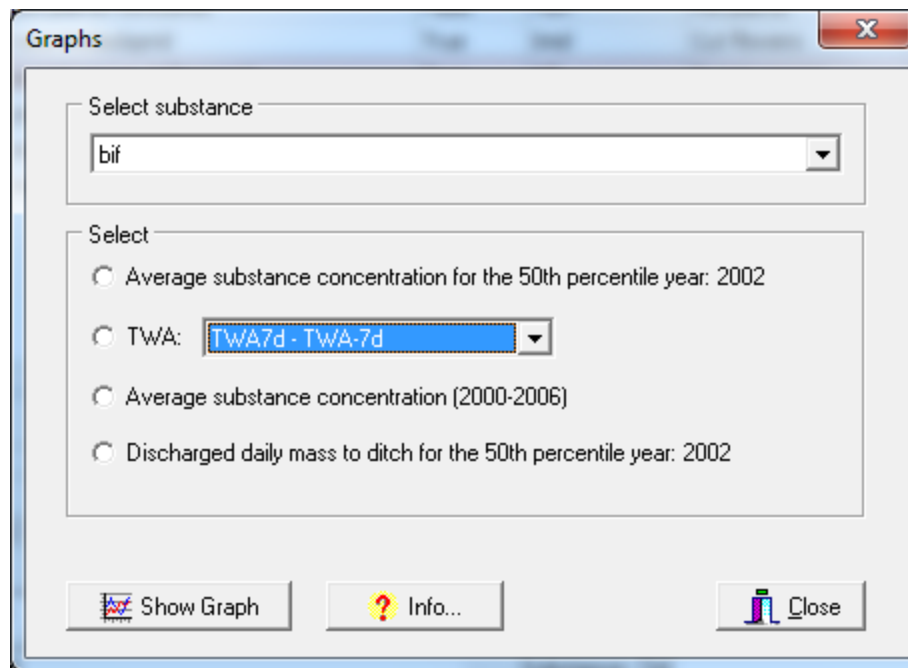 Graphs
Select substance
bif
Select
Average substance concentration for the 50th percentile year: 2002
TWA: TWA7d - TWA-7d
Average substance concentration (2000-2006)
Discharged daily mass to ditch for the 50th percentile year: 2002
Show Graph Info... Close